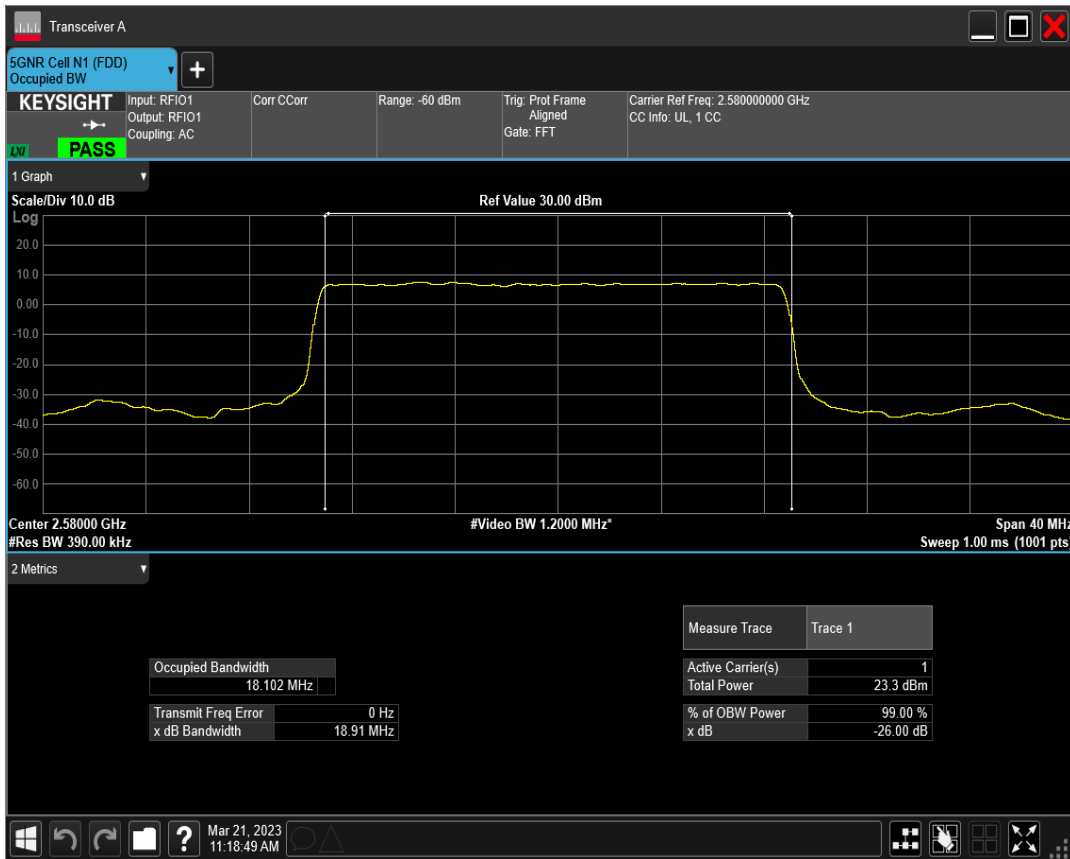 Transceiver A
5GNR Cell N1 (FDD)
Occupied BW
+
KEYSIGHT
LXI
PASS
Input: RFIO1
Output: RFIO1
Coupling: AC
Corr CCorr
Range: -60 dBm
Trig: Prot Frame
Aligned
Gate: FFT
Carrier Ref Freq: 2.580000000 GHz
CC Info: UL, 1 CC
1 Graph
Scale/Div 10.0 dB
Ref Value 30.00 dBm
Log
20.0
10.0
0.00
-10.0
-20.0
-30.0
-40.0
-50.0
-60.0
Center 2.58000 GHz
#Video BW 1.2000 MHz*
Span 40 MHz
#Res BW 390.00 kHz
Sweep 1.00 ms (1001 pts)
2 Metrics
Measure Trace Trace 1
Occupied Bandwidth
18.102 MHz
Active Carrier(s) 1
Total Power 23.3 dBm
Transmit Freq Error 0 Hz
x dB Bandwidth 18.91 MHz
% of OBW Power 99.00 %
x dB -26.00 dB
?
Mar 21, 2023
11:18:49 AM